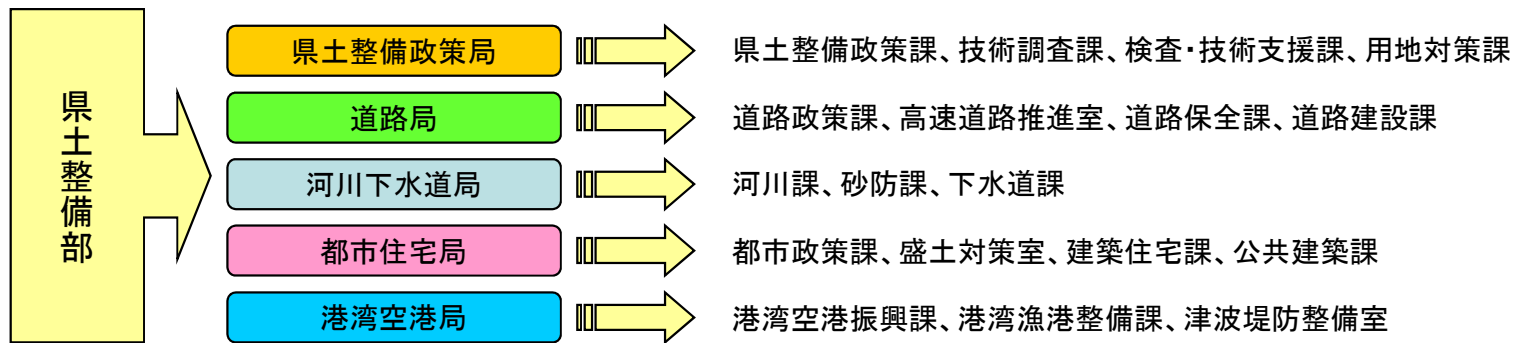 県土整備部
県土整備政策局
県土整備政策課、技術調査課、検査・技術支援課、用地対策課
道路局
道路政策課、高速道路推進室、道路保全課、道路建設課
河川下水道局
河川課、砂防課、下水道課
都市住宅局
都市政策課、盛土対策室、建築住宅課、公共建築課
港湾空港局
港湾空港振興課、港湾漁港整備課、津波堤防整備室